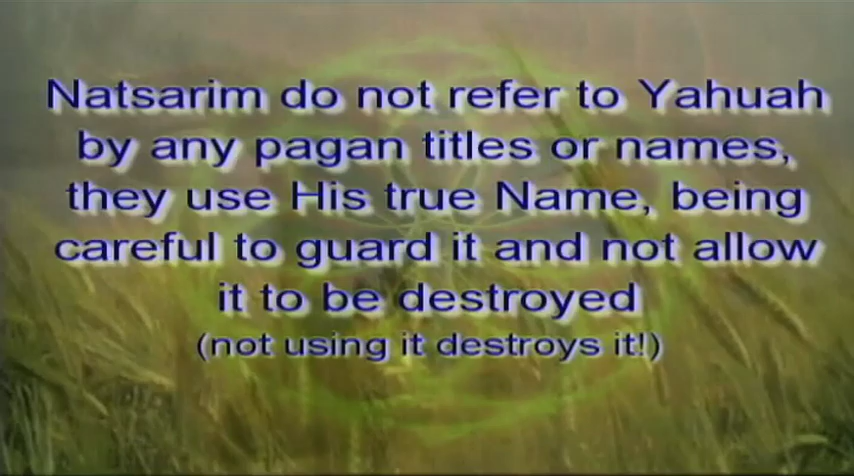 Natsarim do not refer to Yahuah
by any pagan titles or names,
they use His true Name, being
careful to guard it and not allow
it to be destroyed
(not using it destroys it!)